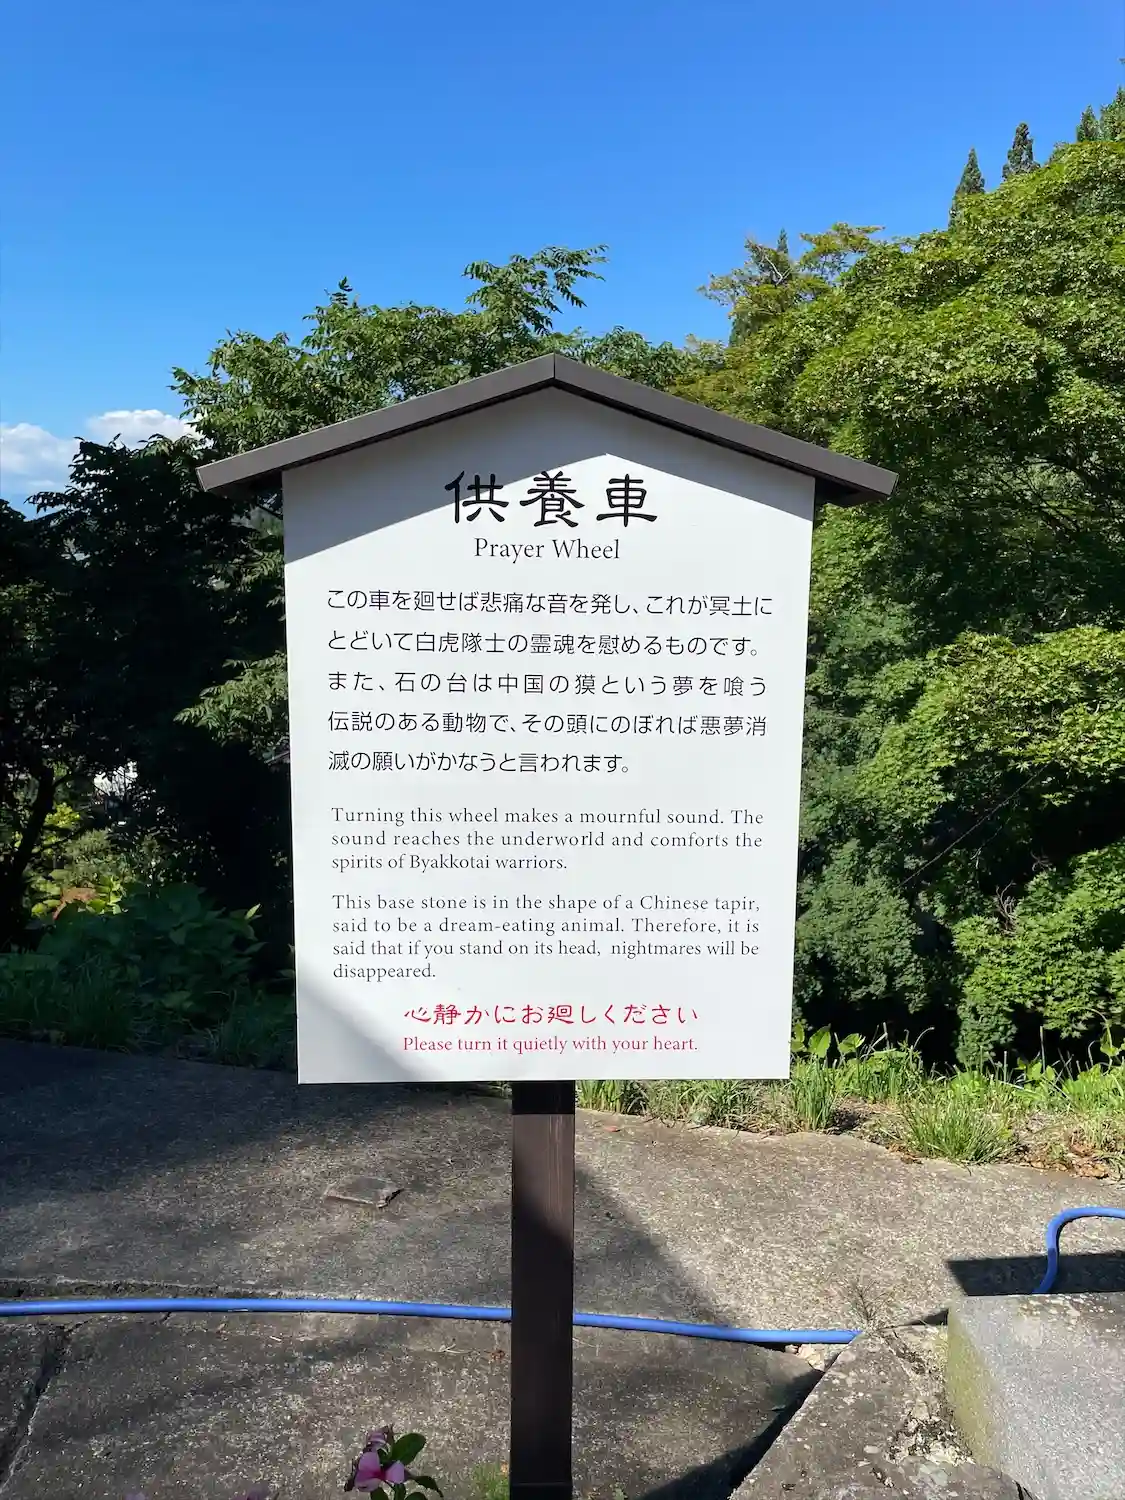 供養車
Prayer Wheel
この車を廻せば悲痛な音を発し、これが冥土に
とどいて白虎隊士の霊魂を慰めるものです。
また、石の台は中国の獏という夢を喰う
伝説のある動物で、その頭にのぼれば悪夢消
滅の願いがかなうと言われます。
Turning this wheel makes a mournful sound. The
sound reaches the underworld and comforts the
spirits of Byakkotai warriors.
This base stone is in the shape of a Chinese tapir,
said to be a dream-eating animal. Therefore, it is
said that if you stand on its head, nightmares will be
disappeared.
心静かにお廻しください
Please turn it quietly with your heart.